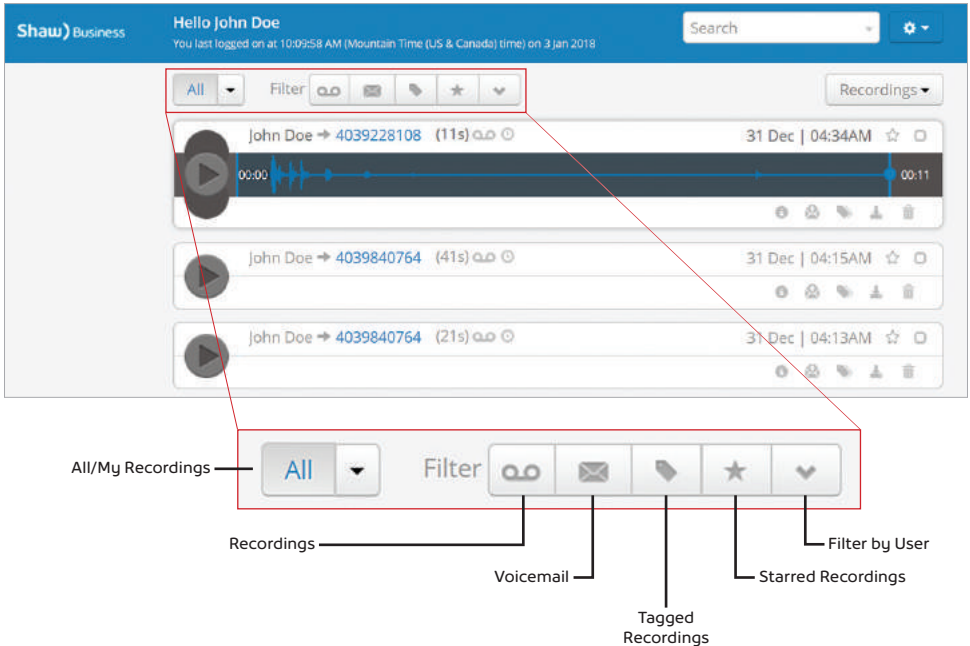 Shaw) Business
Hello John Doe
You last logged on at 10:09:58 AM (Mountain Time (US & Canada) time) on 3 Jan 2018
Search
All
Filter
Recordings
John Doe → 4039228108 (11s)
31 Dec | 04:34AM
00:00
00:11
John Doe → 4039840764 (41s)
31 Dec | 04:15AM
John Doe → 4039840764 (21s)
31 Dec | 04:13AM
All/My Recordings
All
Filter
Recordings
Filter by User
Voicemail
Starred Recordings
Tagged
Recordings